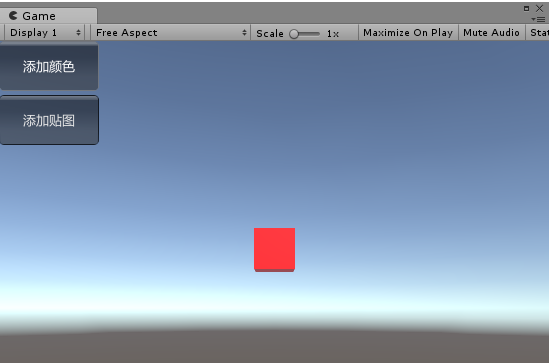 Game
Display 1
Free Aspect
Scale 1x
Maximize On Play
Mute Audio
添加颜色
添加贴图